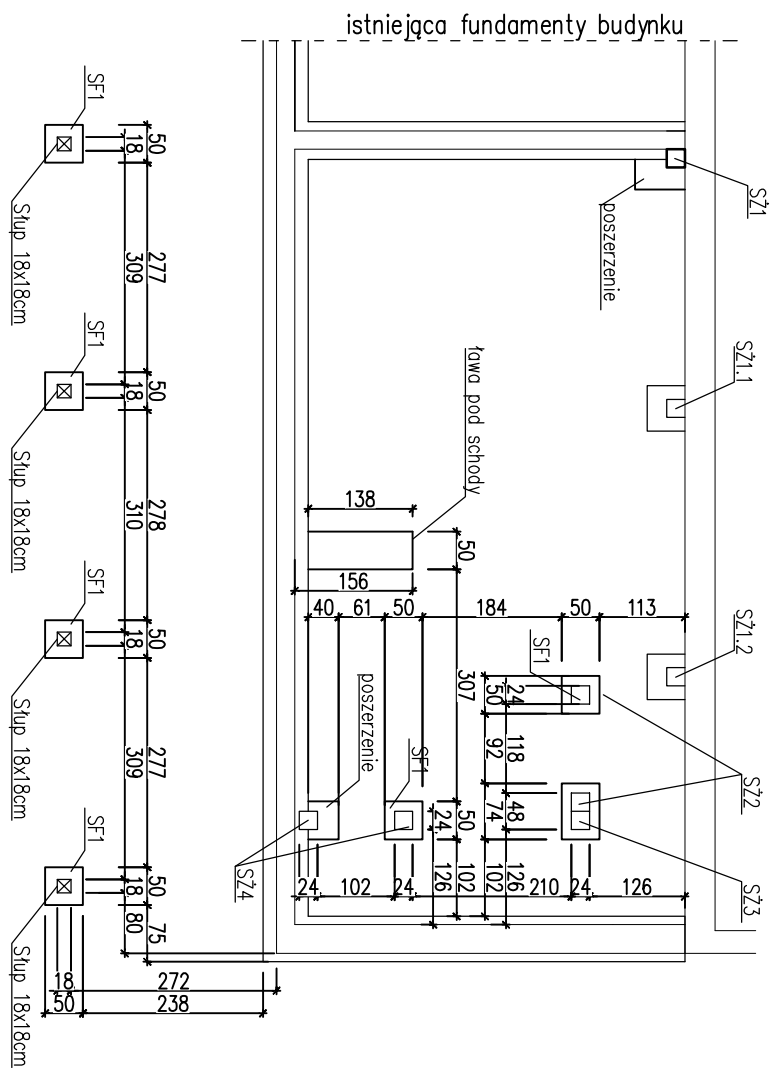 istniejąca fundamenty budynku
SF1
50
18
Słup 18x18cm
277
309
SŻ1
poszerzenie
SF1
50
18
Słup 18x18cm
SŻ1.1
ława pod schody
278
310
138
50
156
SF1
50
18
Słup 18x18cm
40
61
50
184
50
113
SF1
307
50
24
92
118
SŻ1.2
poszerzenie
SF1
SŻ2
277
309
50
24
74
48
SŻ4
24
102
24
126
102
102
126
210
24
126
SŻ3
SF1
50
18
Słup 18x18cm
80
75
18
272
50
238